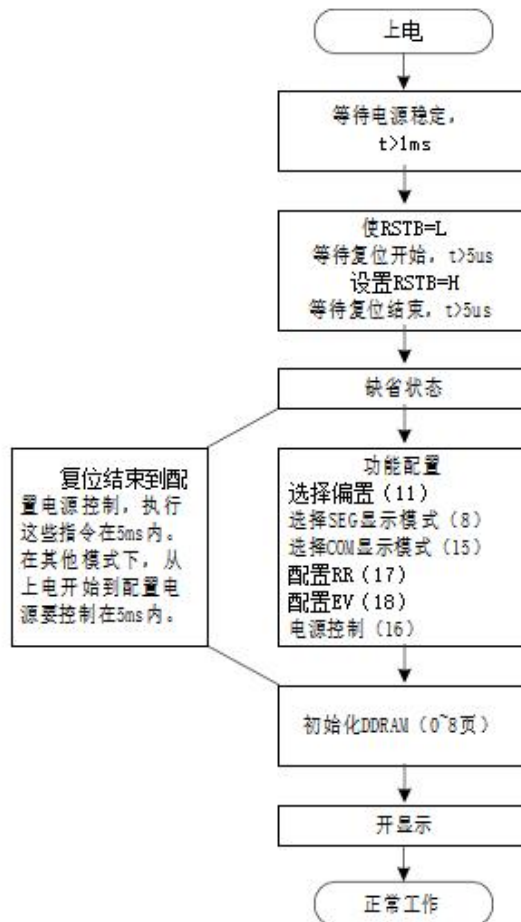 上电
等待电源稳定，
t>1ms
使RSTB=L
等待复位开始，t>5us
设置RSTB=H
等待复位结束，t>5us
缺省状态
复位结束到配
置电源控制，执行
这些指令在5ms内。
在其他模式下，从
上电开始到配置电
源要控制在5ms内。
功能配置
选择偏置（11）
选择SEG显示模式（8）
选择COM显示模式（15）
配置RR（17）
配置EV（18）
电源控制（16）
初始化DDRAM（0~8页）
开显示
正常工作